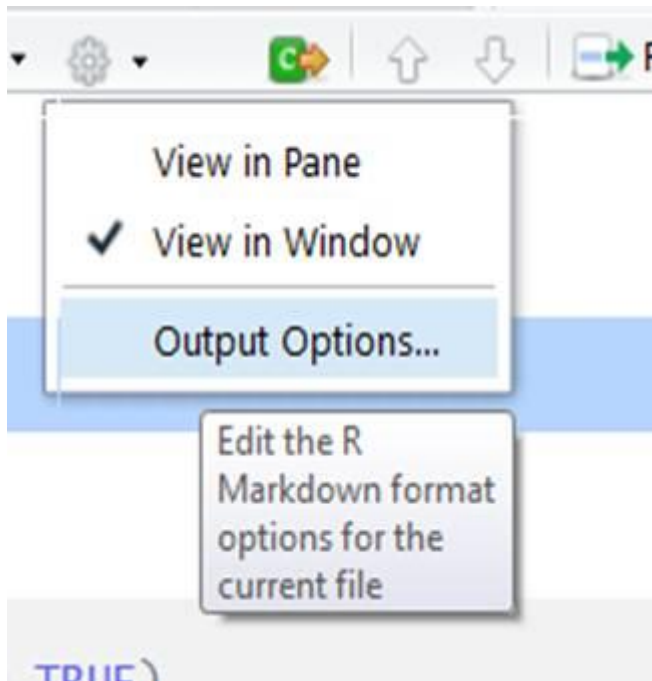 C
View in Pane
View in Window
Output Options...
Edit the R
Markdown format
options for the
current file
TRUE)